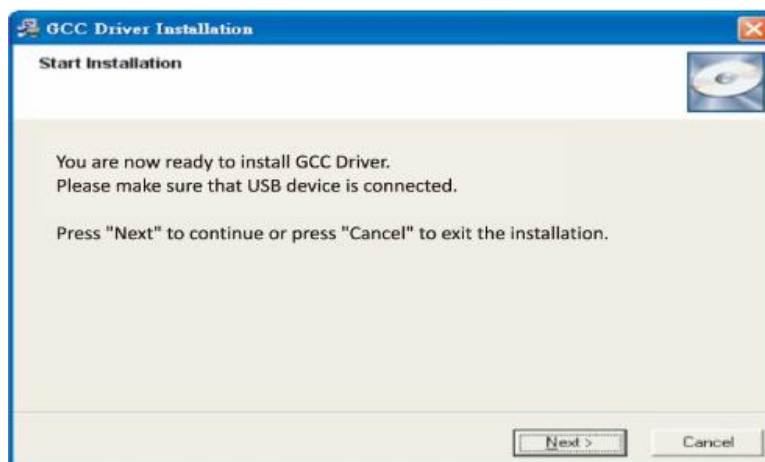 GCC Driver Installation
Start Installation
You are now ready to install GCC Driver.
Please make sure that USB device is connected.
Press "Next" to continue or press "Cancel" to exit the installation.
Next >
Cancel